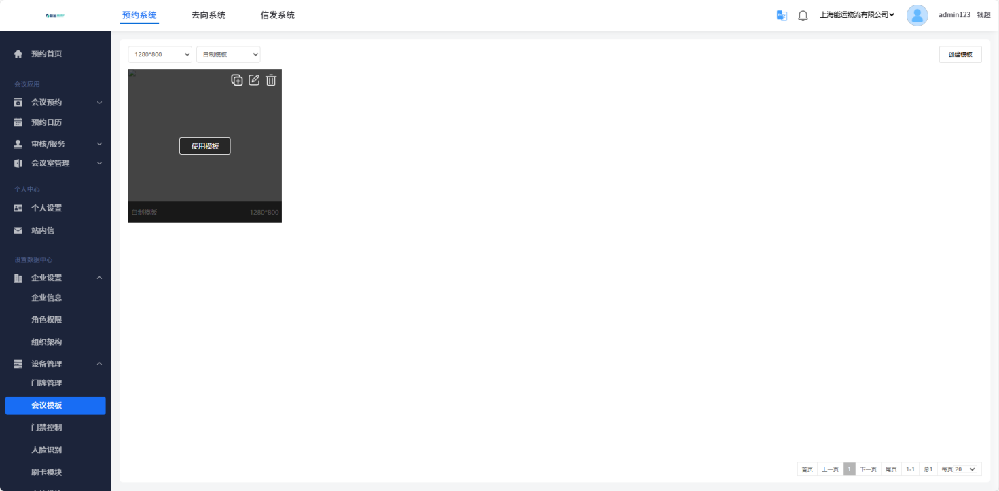 能运
预约系统 去向系统 信发系统
上海能运物流有限公司 admin123 钱超
预约首页
会议应用
会议预约
预约日历
审核/服务
会议室管理
个人中心
个人设置
站内信
设置数据中心
企业设置
企业信息
角色权限
组织架构
设备管理
门牌管理
会议模板
门禁控制
人脸识别
刷卡模块
1280*800 自制模板 创建模板
使用模板
自制模版 1280*800
首页 上一页 1 下一页 尾页 1-1 总1 每页 20